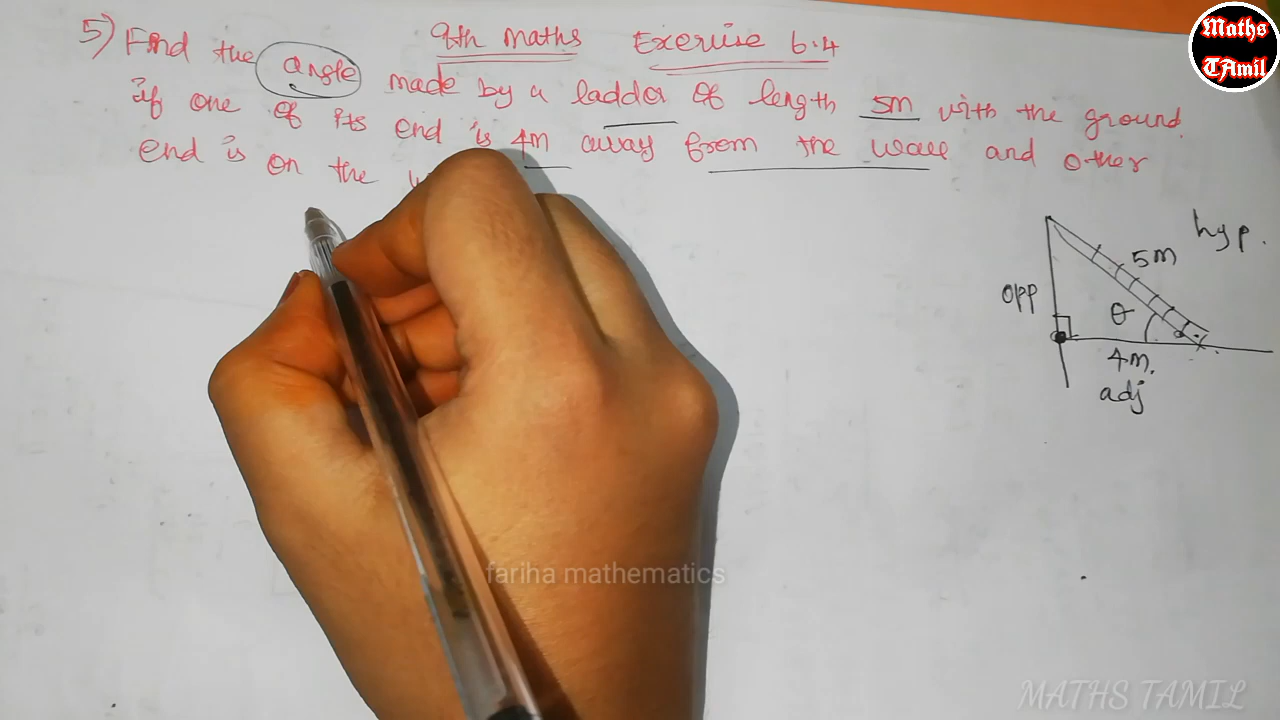 9th maths Exercise 6.4
5) Find the angle made by a ladder of length 5m with the ground
if one of its end is 4m away from the wall and other
end is on the
hyp.
5m
opp
θ
4m.
adj
Maths
TAmil
fariha mathematics
MATHS TAMIL